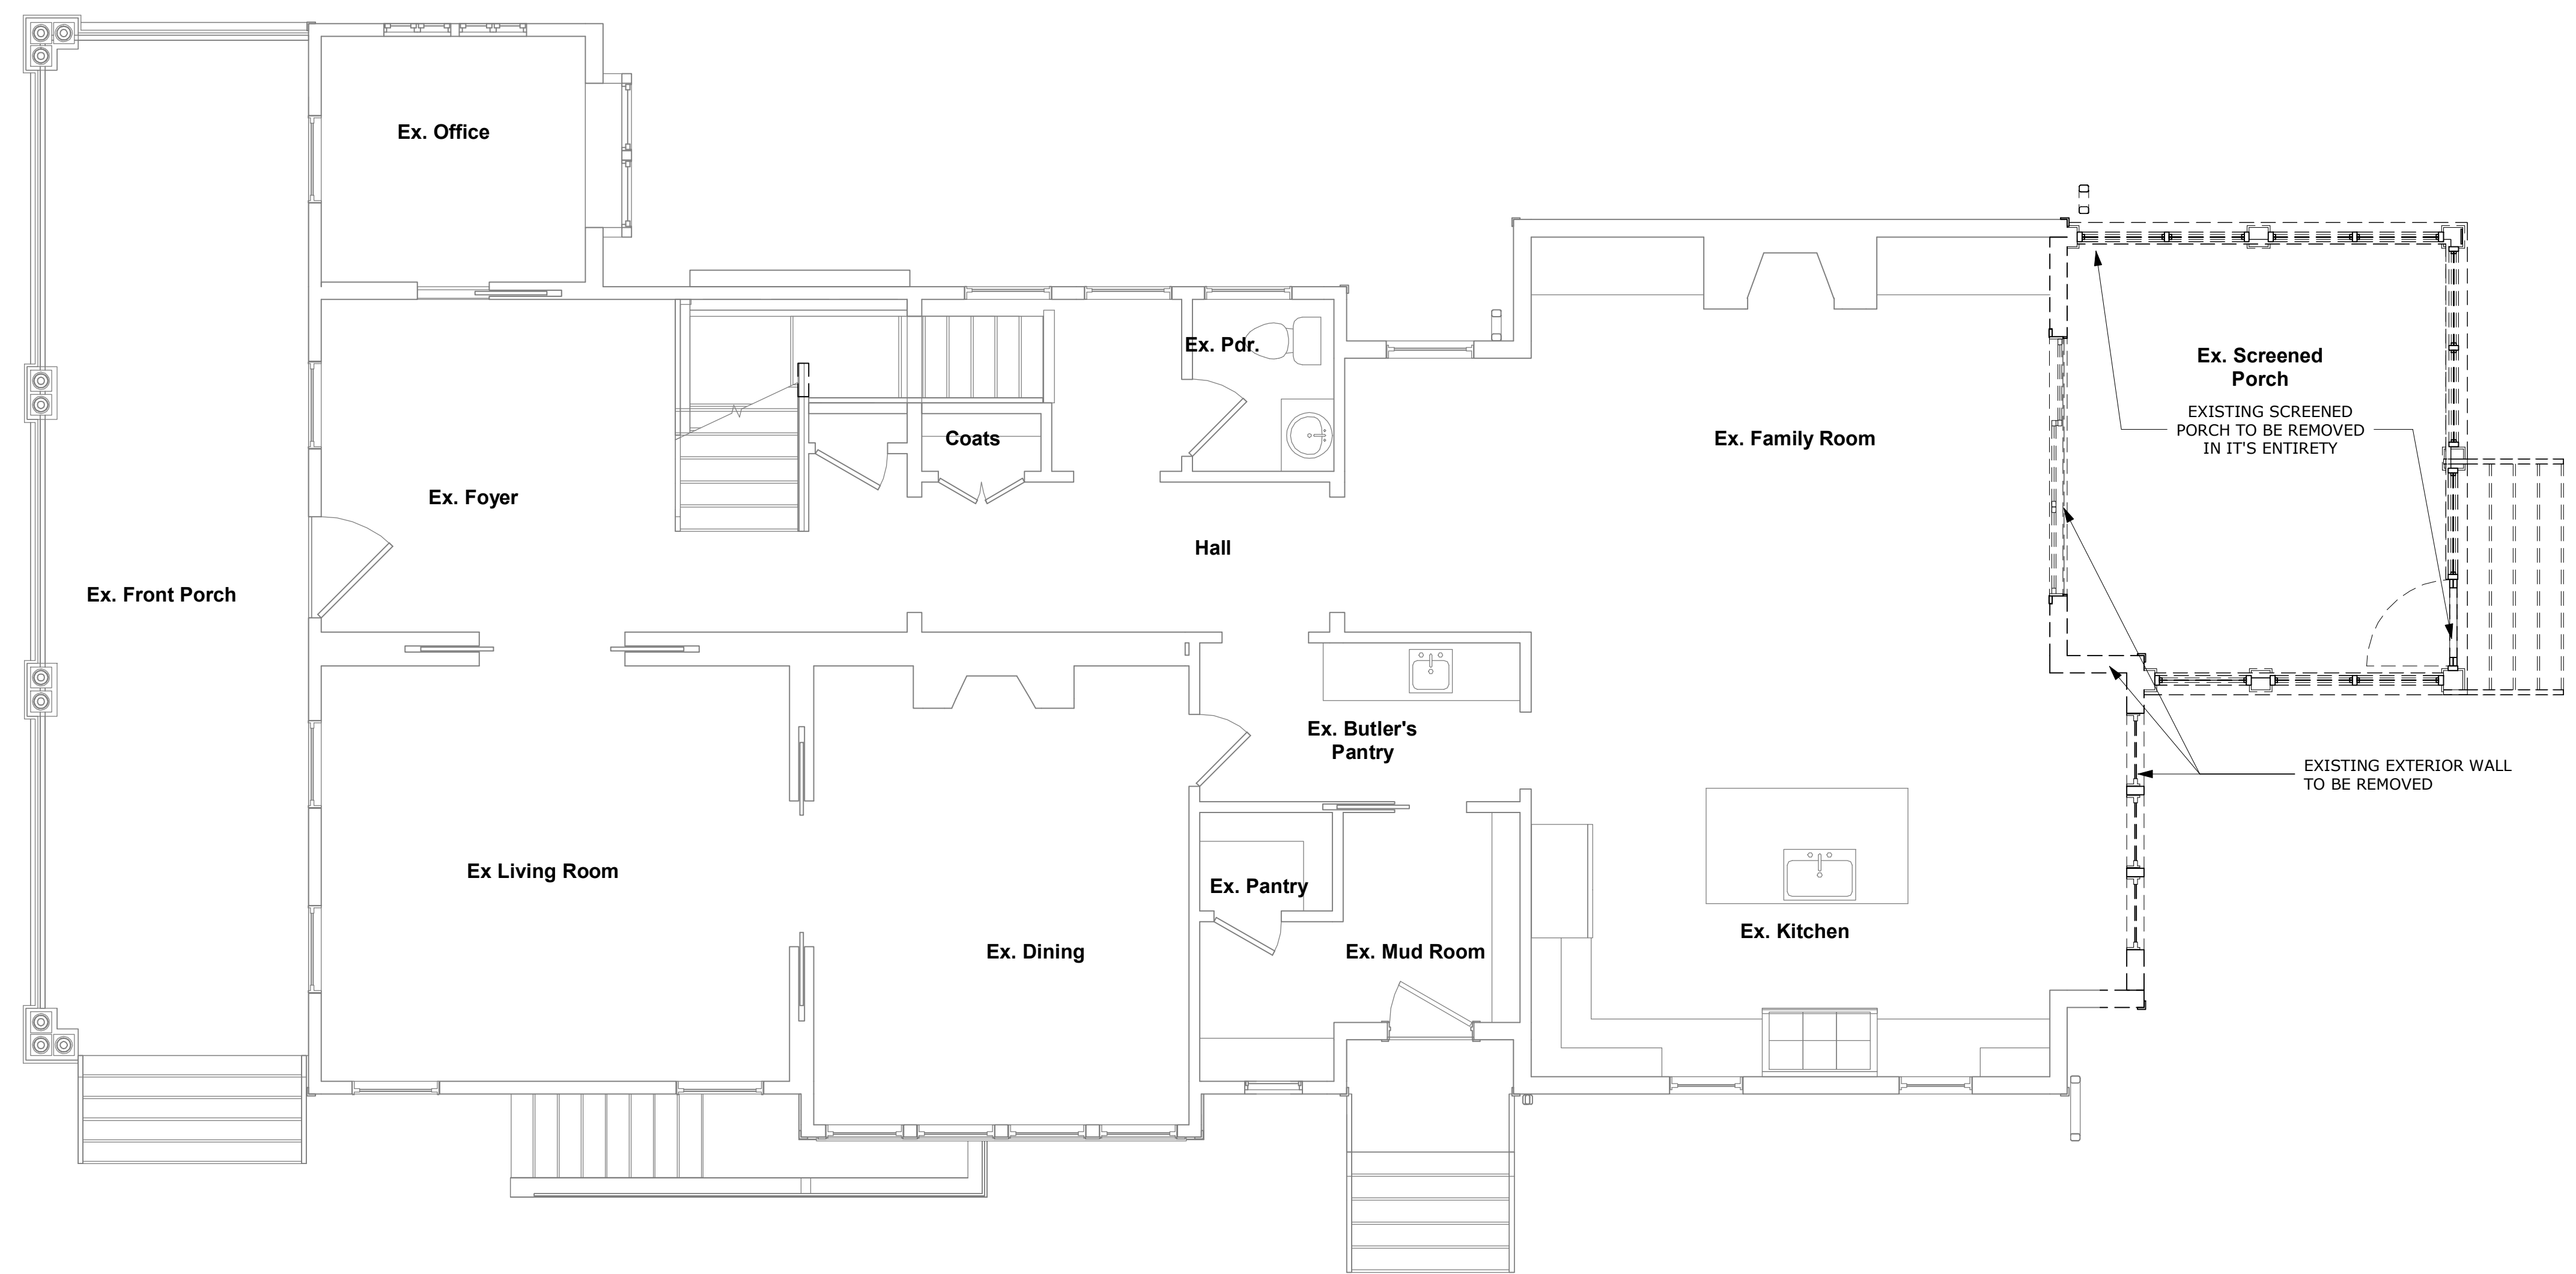 Ex. Office
Ex. Pdr.
Ex. Screened
Porch
EXISTING SCREENED
PORCH TO BE REMOVED
IN IT'S ENTIRETY
Coats
Ex. Family Room
Ex. Foyer
Hall
Ex. Front Porch
Ex. Butler's
Pantry
EXISTING EXTERIOR WALL
TO BE REMOVED
Ex Living Room
Ex. Pantry
Ex. Kitchen
Ex. Dining
Ex. Mud Room